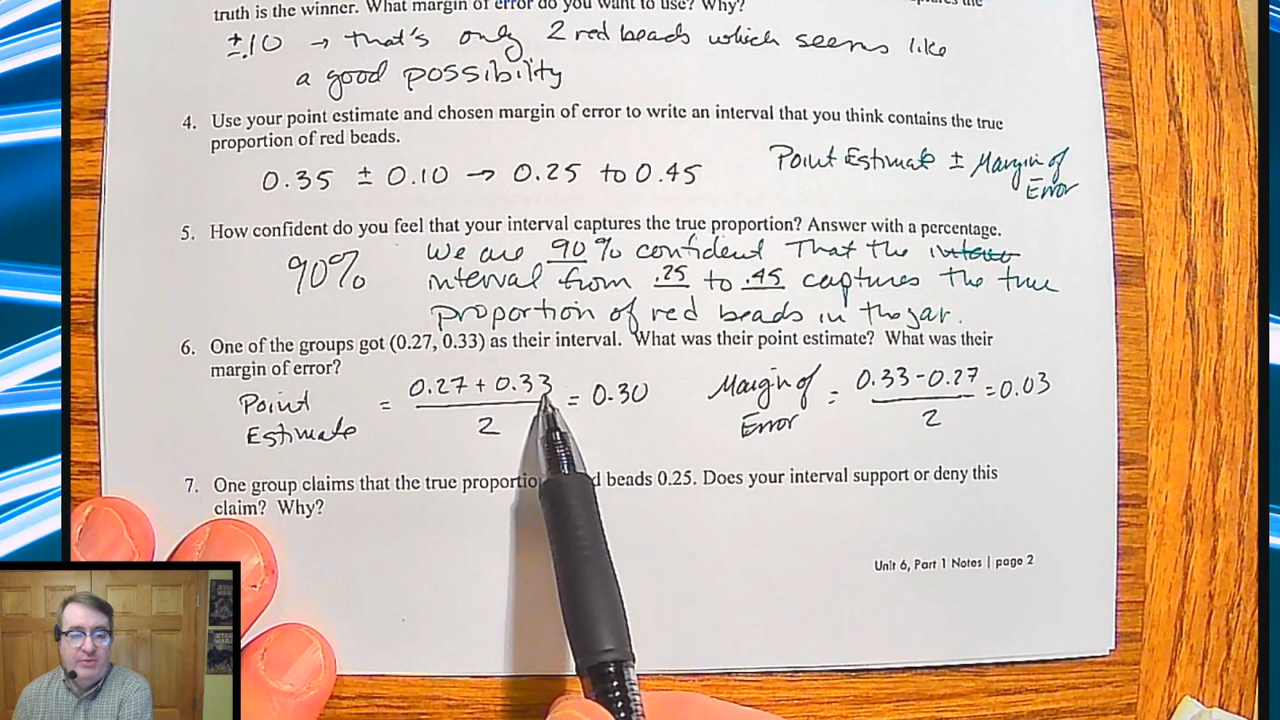 truth is the winner. What margin of error do you want to use? Why?
± .10 → that's only 2 red beads which seems like
a good possibility
4. Use your point estimate and chosen margin of error to write an interval that you think contains the true
proportion of red beads.
0.35 ± 0.10 → 0.25 to 0.45
Point Estimate ± Margin of
Error
5. How confident do you feel that your interval captures the true proportion? Answer with a percentage.
90%
We are 90% confident that the
interval from .25 to .45 captures the true
proportion of red beads in the jar.
6. One of the groups got (0.27, 0.33) as their interval. What was their point estimate? What was their
margin of error?
Point
Estimate = 0.27 + 0.33 / 2 = 0.30
Margin of
Error = 0.33 - 0.27 / 2 = 0.03
7. One group claims that the true proportio d beads 0.25. Does your interval support or deny this
claim? Why?
Unit 6, Part 1 Notes | page 2